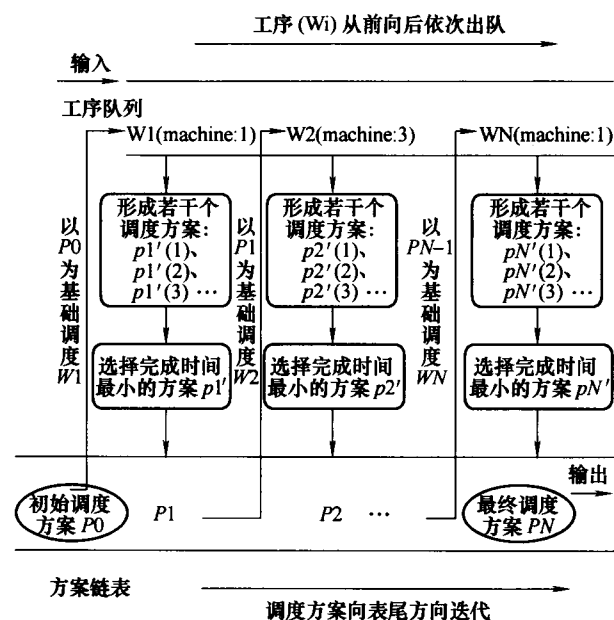 工序 (Wi) 从前向后依次出队
输入
工序队列
W1(machine:1)
W2(machine:3)
WN(machine:1)
以
P0
为
基
础
调
度
W1
形成若干个
调度方案:
p1′(1)、
p1′(2)、
p1′(3) …
以
P1
为
基
础
调
度
W2
形成若干个
调度方案:
p2′(1)、
p2′(2)、
p2′(3) …
以
PN-1
为
基
础
调
度
WN
形成若干个
调度方案:
pN′(1)、
pN′(2)、
pN′(3) …
选择完成时间
最小的方案 p1′
选择完成时间
最小的方案 p2′
选择完成时间
最小的方案 pN′
初始调度
方案 P0
P1
P2 …
最终调度
方案 PN
输出
方案链表
调度方案向表尾方向迭代